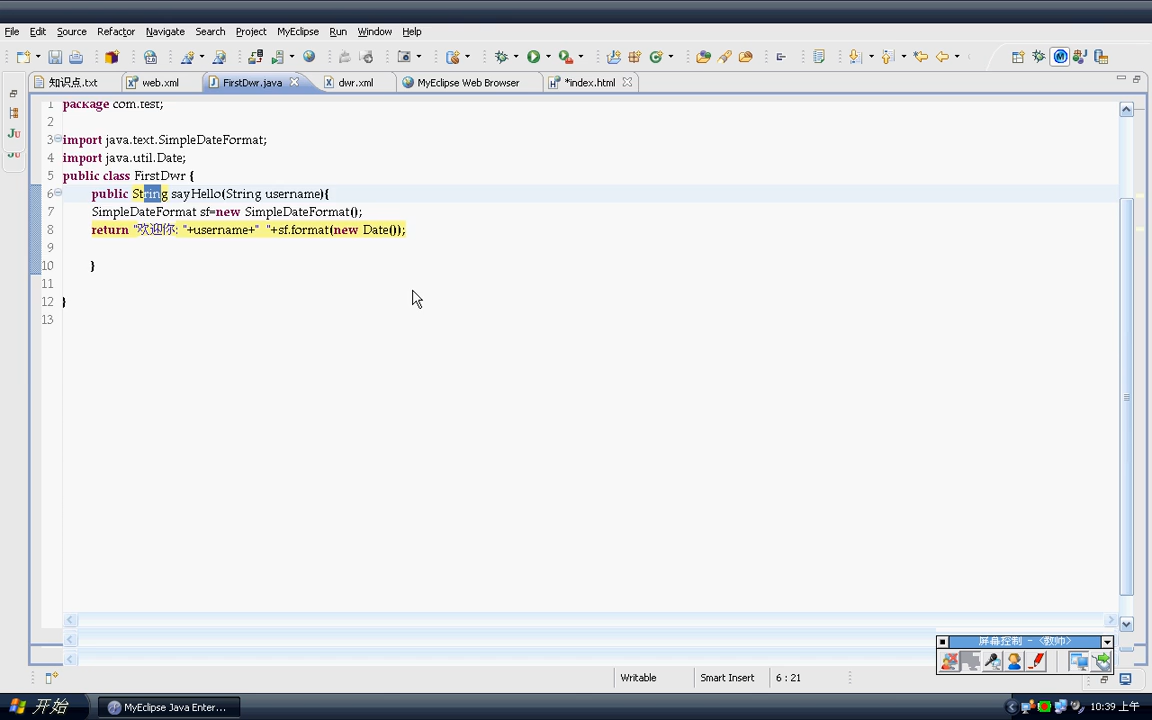 File Edit Source Refactor Navigate Search Project MyEclipse Run Window Help
知识点.txt web.xml FirstDwr.java dwr.xml MyEclipse Web Browser *index.html
1 package com.test;
2
3 import java.text.SimpleDateFormat;
4 import java.util.Date;
5 public class FirstDwr {
6 public String sayHello(String username){
7 SimpleDateFormat sf=new SimpleDateFormat();
8 return "欢迎你: "+username+" "+sf.format(new Date());
9
10 }
11
12 }
13
屏幕控制 - <教师>
Writable Smart Insert 6 : 21
开始 MyEclipse Java Enter... 10:39 上午